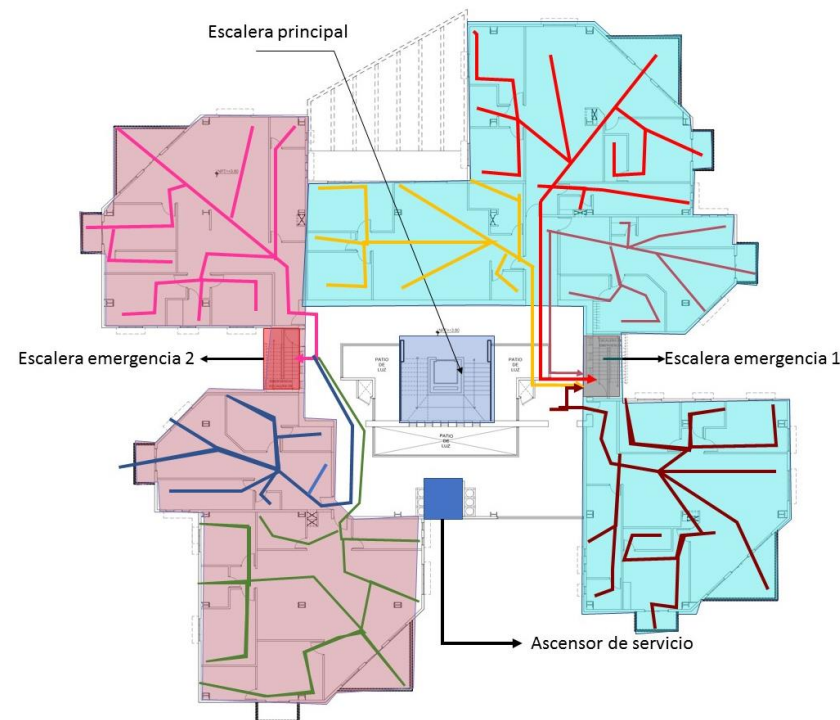 Escalera principal
Escalera emergencia 2
Escalera emergencia 1
PATIO
DE
LUZ
PATIO
DE
LUZ
PATIO
DE
LUZ
Ascensor de servicio